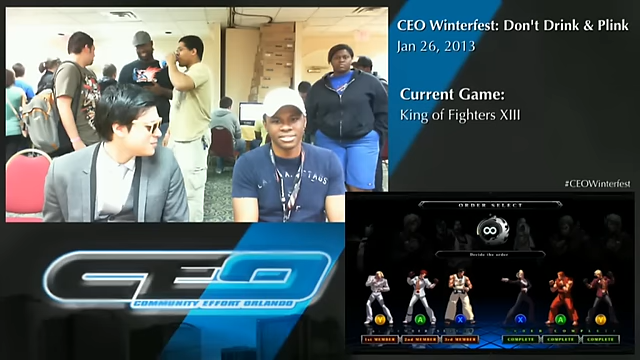 CEO Winterfest: Don't Drink & Plink
Jan 26, 2013
Current Game:
King of Fighters XIII
#CEOWinterfest
CEO
COMMUNITY EFFORT ORLANDO
ORDER SELECT
Decide the order
Y A X X A Y
1st MEMBER 2nd MEMBER 3rd MEMBER COMPLETE COMPLETE COMPLETE